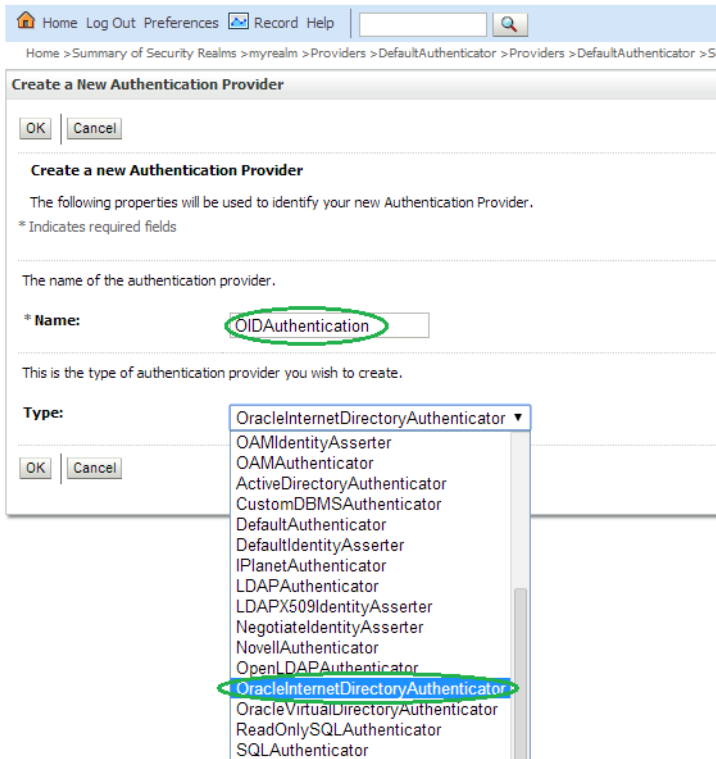 Home Log Out Preferences Record Help
Home >Summary of Security Realms >myrealm >Providers >DefaultAuthenticator >Providers >DefaultAuthenticator >S
Create a New Authentication Provider
OK Cancel
Create a new Authentication Provider
The following properties will be used to identify your new Authentication Provider.
* Indicates required fields
The name of the authentication provider.
* Name: OIDAuthentication
This is the type of authentication provider you wish to create.
Type: OracleInternetDirectoryAuthenticator
OAMIdentityAsserter
OAMAuthenticator
ActiveDirectoryAuthenticator
CustomDBMSAuthenticator
DefaultAuthenticator
DefaultIdentityAsserter
IPlanetAuthenticator
LDAPAuthenticator
LDAPX509IdentityAsserter
NegotiateIdentityAsserter
NovellAuthenticator
OpenLDAPAuthenticator
OracleInternetDirectoryAuthenticator
OracleVirtualDirectoryAuthenticator
ReadOnlySQLAuthenticator
SQLAuthenticator
OK Cancel